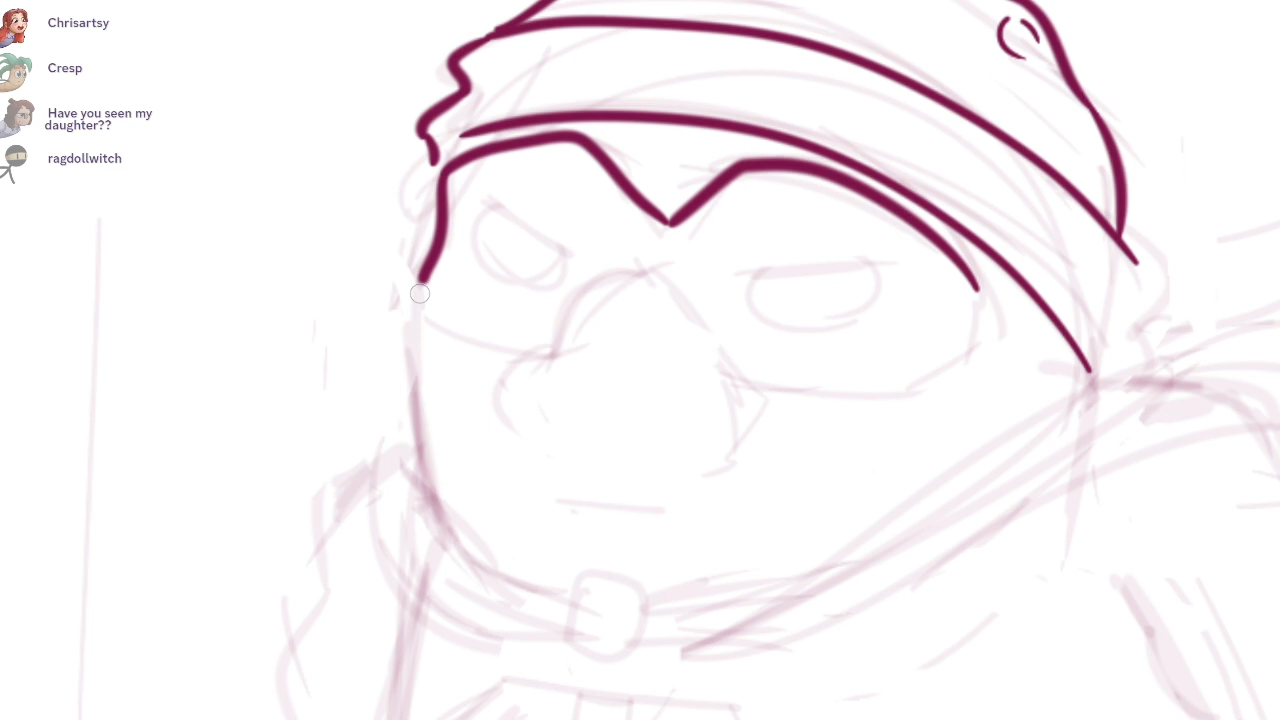 Chrisartsy
Cresp
Have you seen my
daughter??
ragdollwitch